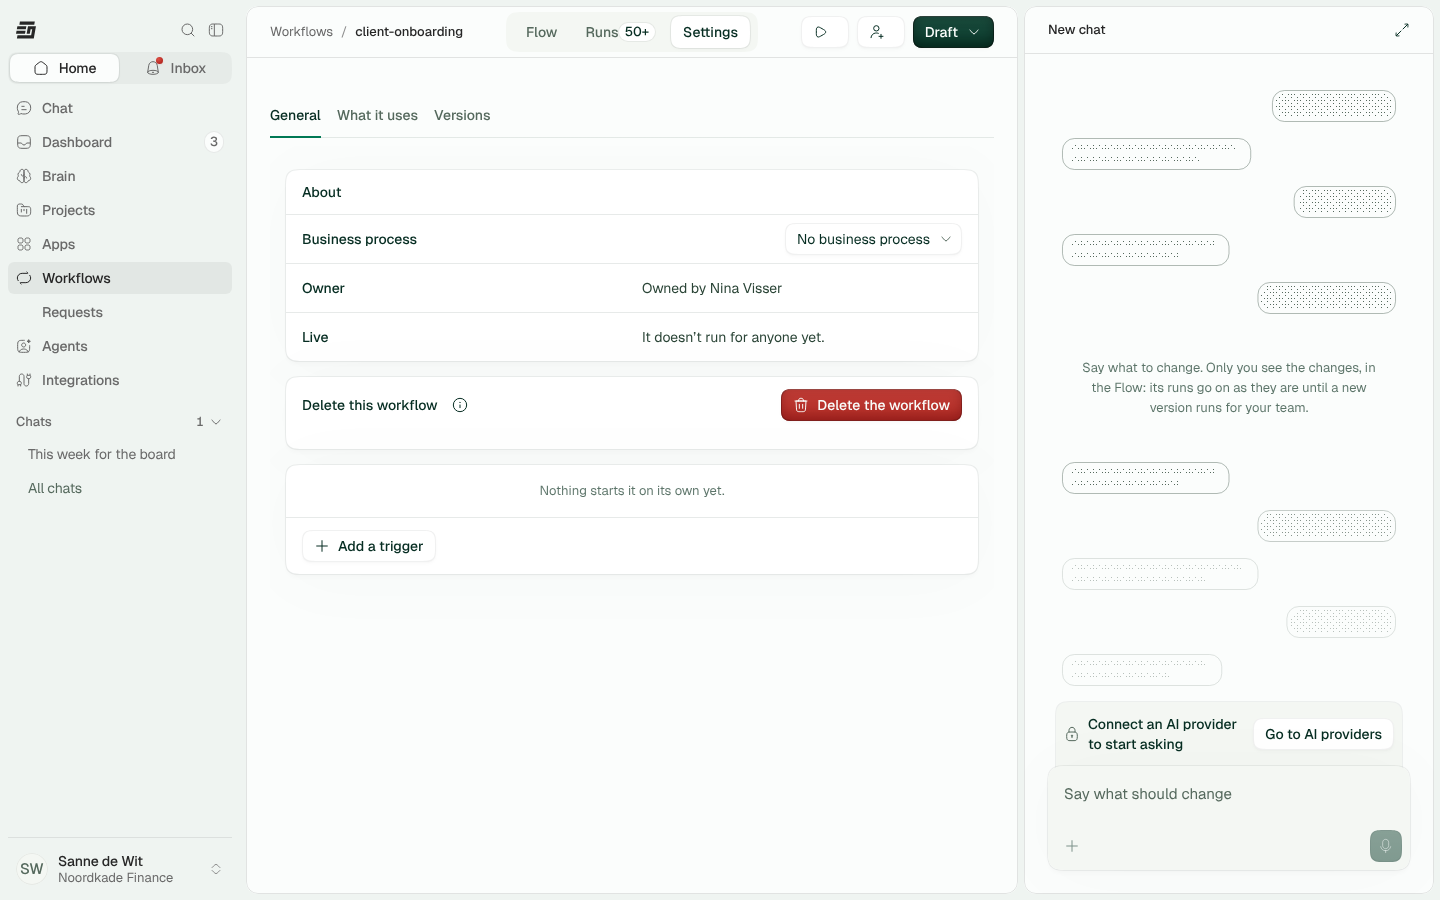 Home
Inbox
Chat
Dashboard
3
Brain
Projects
Apps
Workflows
Requests
Agents
Integrations
Chats
1
This week for the board
All chats
SW
Sanne de Wit
Noordkade Finance
Workflows / client-onboarding
Flow
Runs 50+
Settings
Draft
General
What it uses
Versions
About
Business process
No business process
Owner
Owned by Nina Visser
Live
It doesn’t run for anyone yet.
Delete this workflow
Delete the workflow
Nothing starts it on its own yet.
Add a trigger
New chat
Say what to change. Only you see the changes, in
the Flow: its runs go on as they are until a new
version runs for your team.
Connect an AI provider
to start asking
Go to AI providers
Say what should change